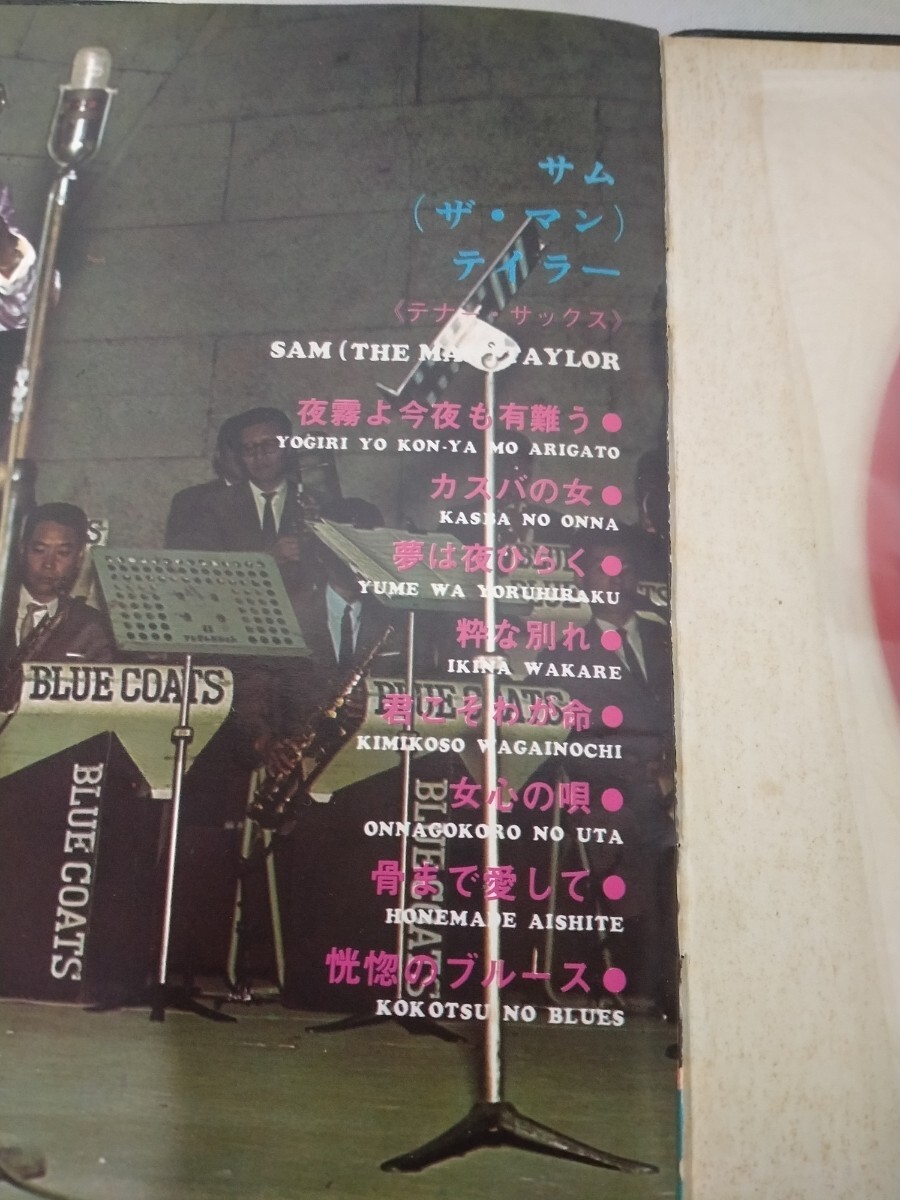 サム
(ザ・マン)
テイラー
《テナー・サックス》
SAM (THE MAN) TAYLOR
夜霧よ今夜も有難う●
YOGIRI YO KON-YA MO ARIGATO
カスバの女●
KASBA NO ONNA
夢は夜ひらく●
YUME WA YORUHIRAKU
粋な別れ●
IKINA WAKARE
君こそわが命●
KIMIKOSO WAGAINOCHI
女心の唄●
ONNAGOKORO NO UTA
骨まで愛して●
HONEMADE AISHITE
恍惚のブルース●
KOKOTSU NO BLUES
BLUE COATS
BLUE COATS
BLUE COATS
BLUE COATS
BLUE